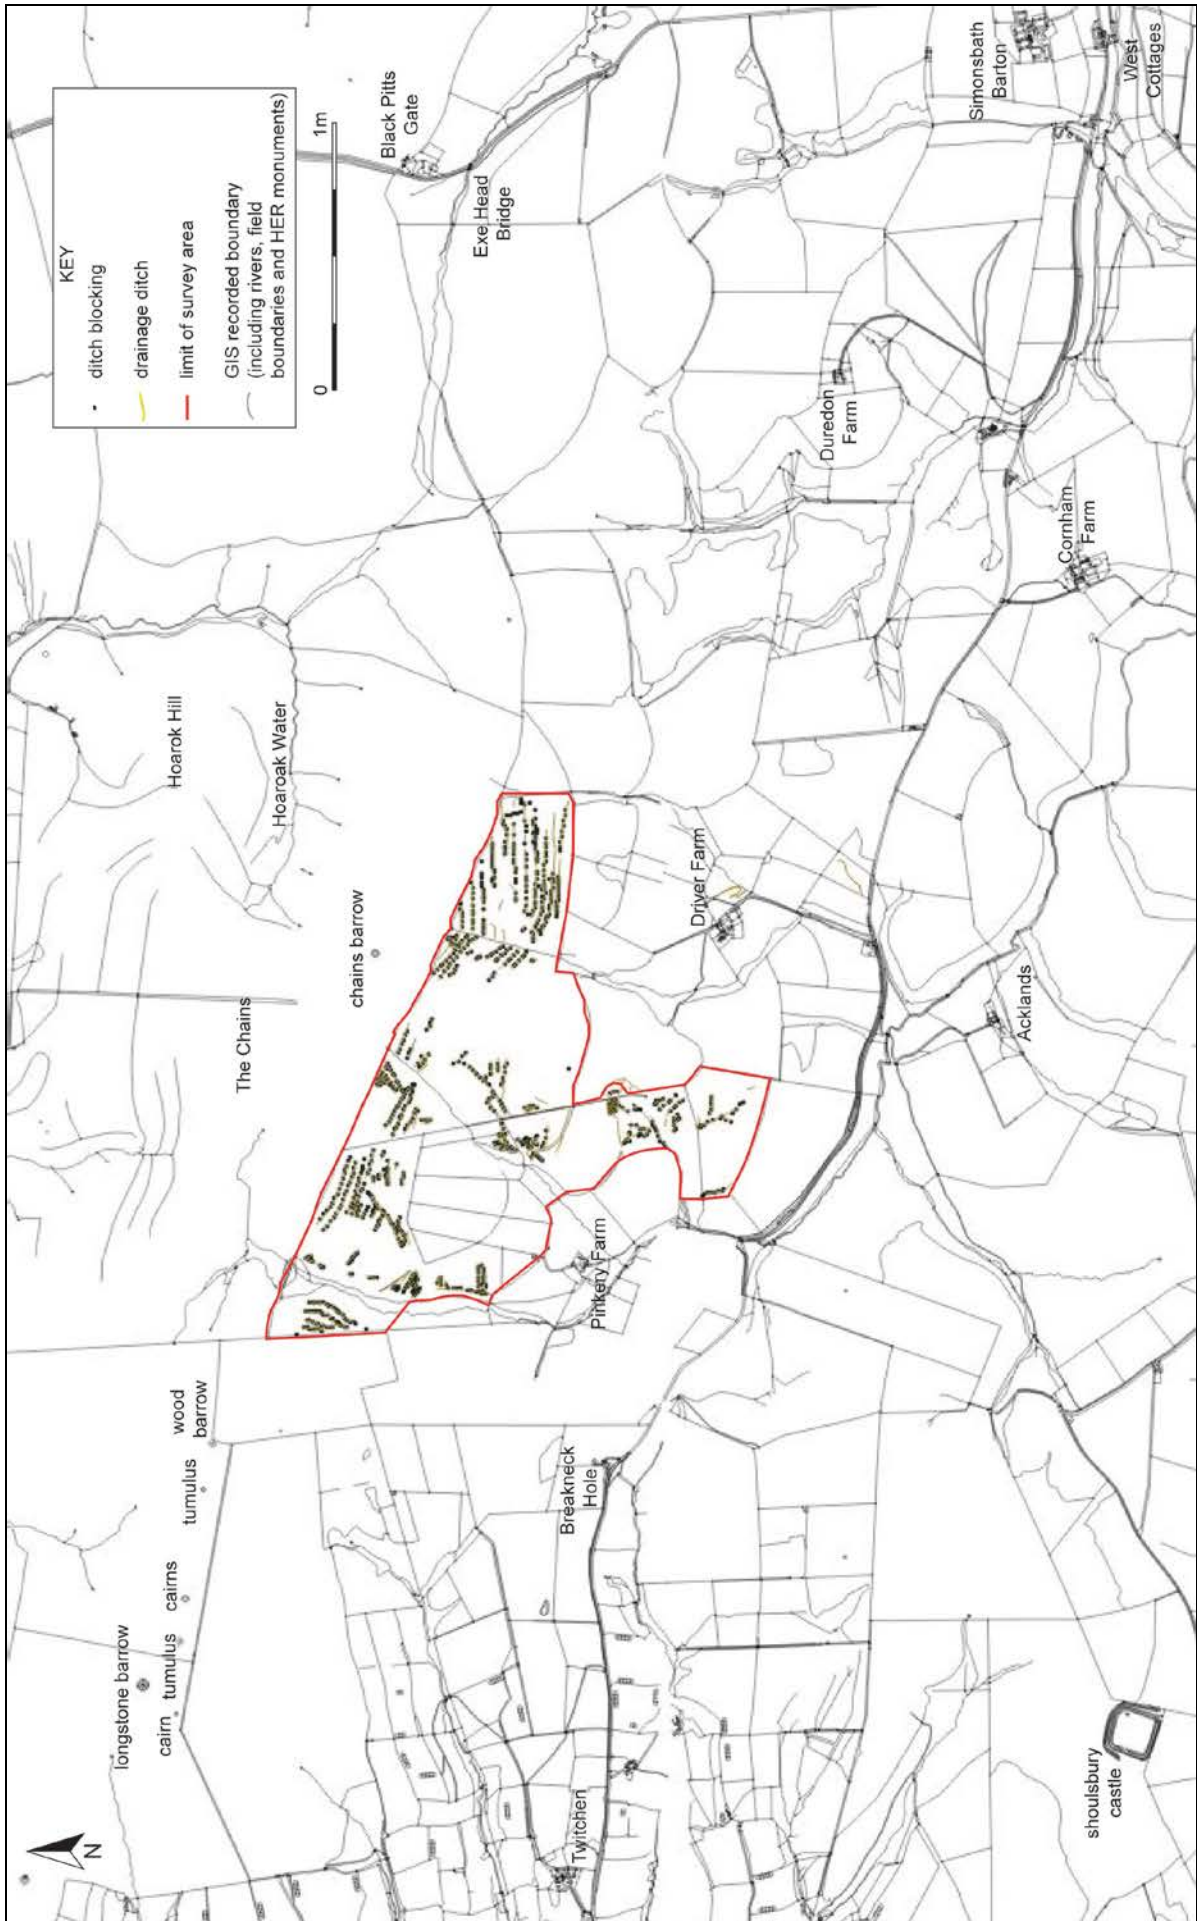 KEY
ditch blocking
drainage ditch
limit of survey area
GIS recorded boundary
(including rivers, field
boundaries and HER monuments)
0
1m
N
longstone barrow
cairn
tumulus
cairns
tumulus
wood
barrow
The Chains
chains barrow
Hoarok Hill
Hoaroak Water
Black Pitts
Gate
Exe Head
Bridge
Twitchen
Breakneck
Hole
Pinkery Farm
Driver Farm
Duredon
Farm
Simonsbath
Barton
West
Cottages
Cornham
Farm
Acklands
shoulsbury
castle